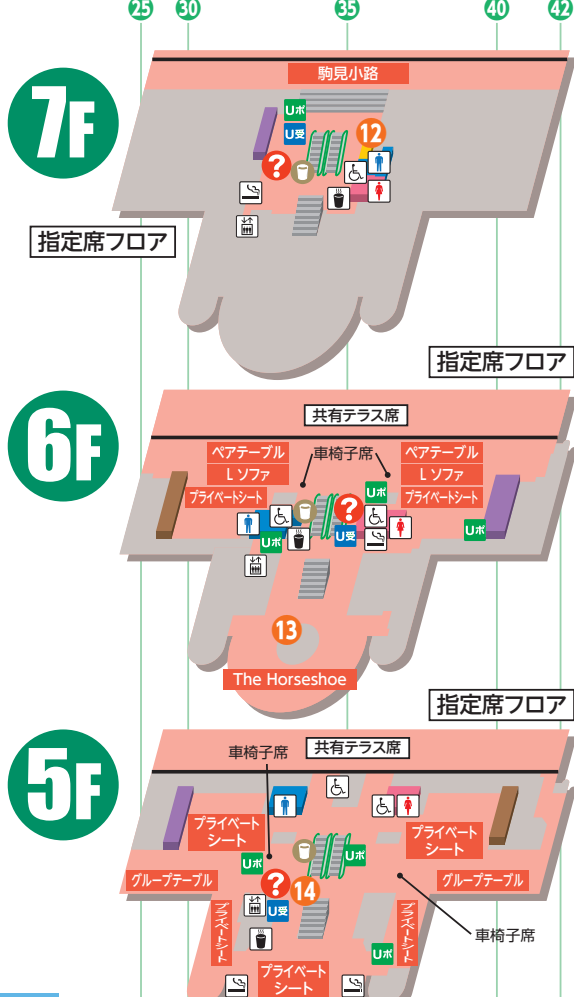 25 30 35 40 42
7F
駒見小路
Uポ
U受
12
?
指定席フロア
指定席フロア
6F
共有テラス席
ペアテーブル 車椅子席 ペアテーブル
Lソファ Lソファ
プライベートシート プライベートシート
Uポ
?
Uポ U受 Uポ
13
The Horseshoe
指定席フロア
5F
車椅子席 共有テラス席
プライベート
シート
プライベート
シート
Uポ Uポ
グループテーブル グループテーブル
? 14
U受
プライベートシート プライベートシート
車椅子席
Uポ
プライベート
シート